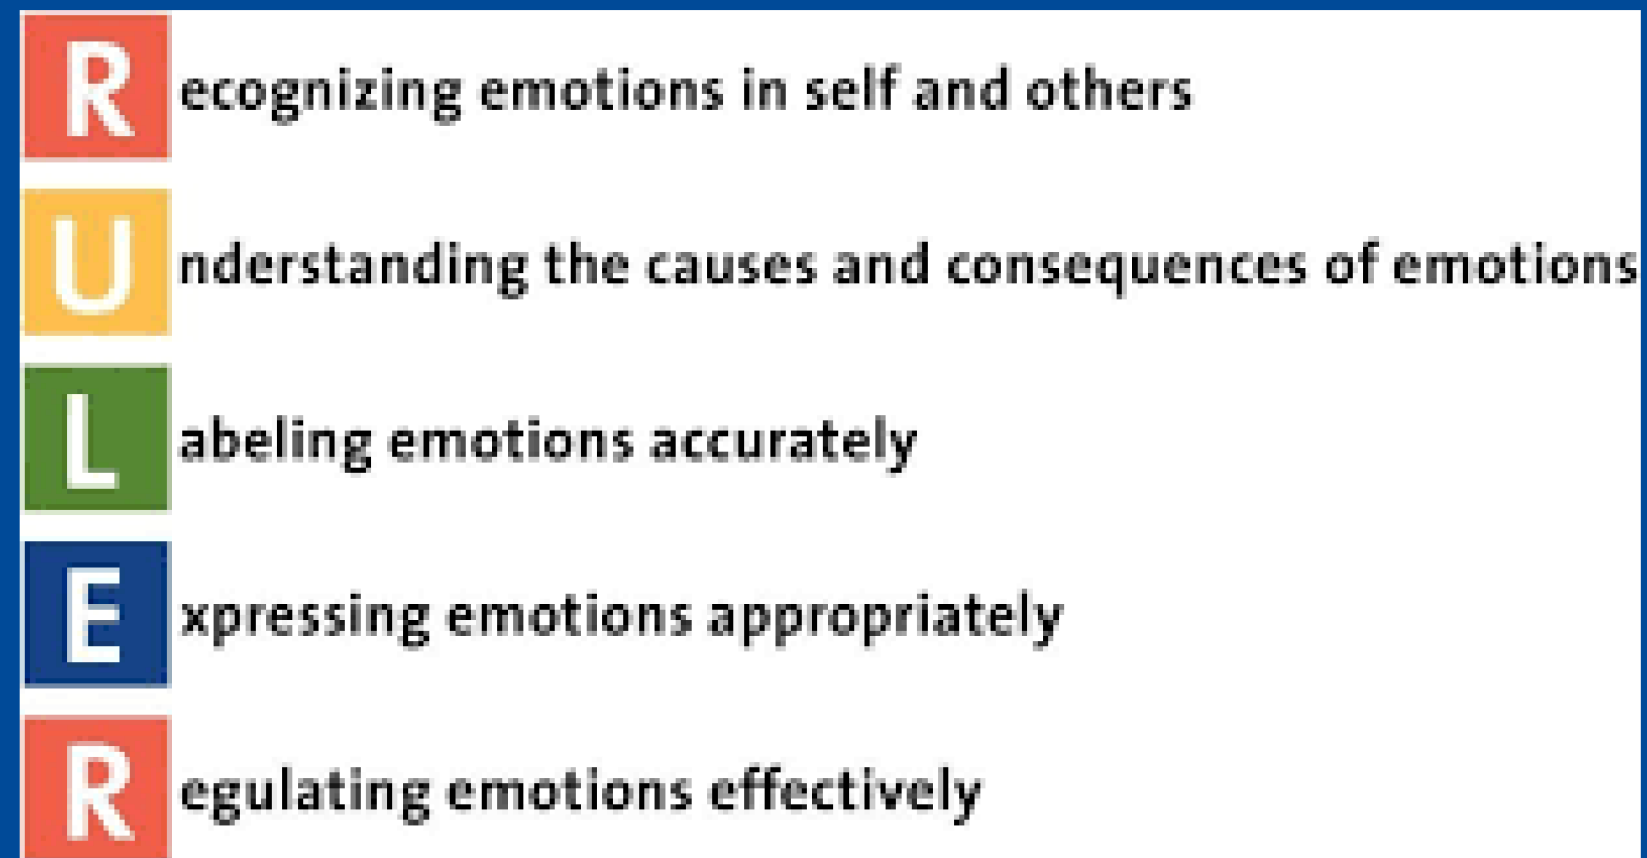 Recognizing emotions in self and others
Understanding the causes and consequences of emotions
Labeling emotions accurately
Expressing emotions appropriately
Regulating emotions effectively